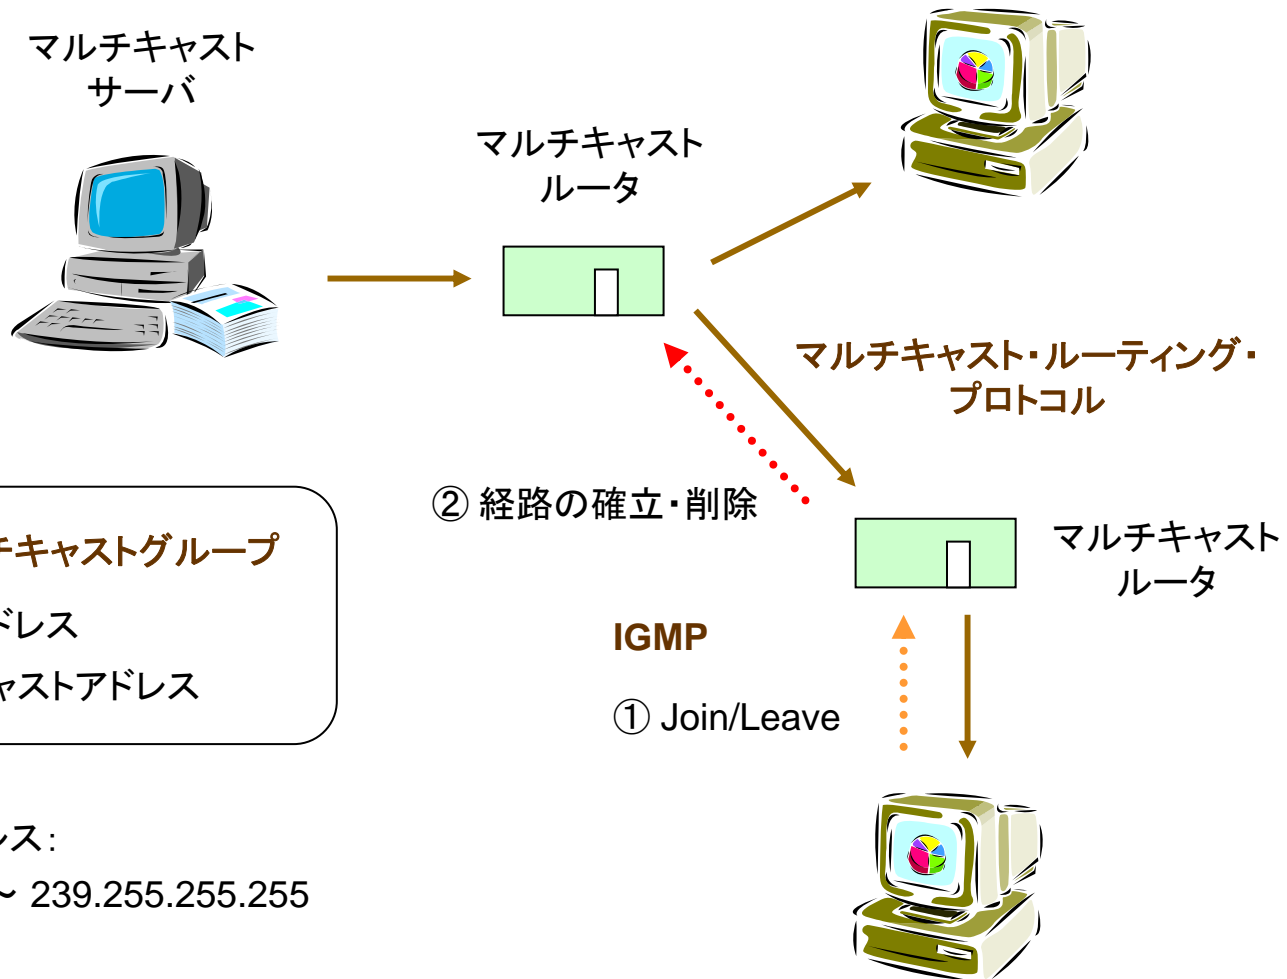 マルチキャスト
サーバ
マルチキャスト
ルータ
マルチキャスト・ルーティング・
プロトコル
② 経路の確立・削除
マルチキャスト
ルータ
チキャストグループ
ドレス
ャストアドレス
IGMP
① Join/Leave
レス：
～ 239.255.255.255